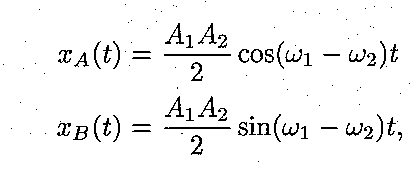 x_A(t) = \frac{A_1 A_2}{2} \cos(\omega_1 - \omega_2)t
x_B(t) = \frac{A_1 A_2}{2} \sin(\omega_1 - \omega_2)t,